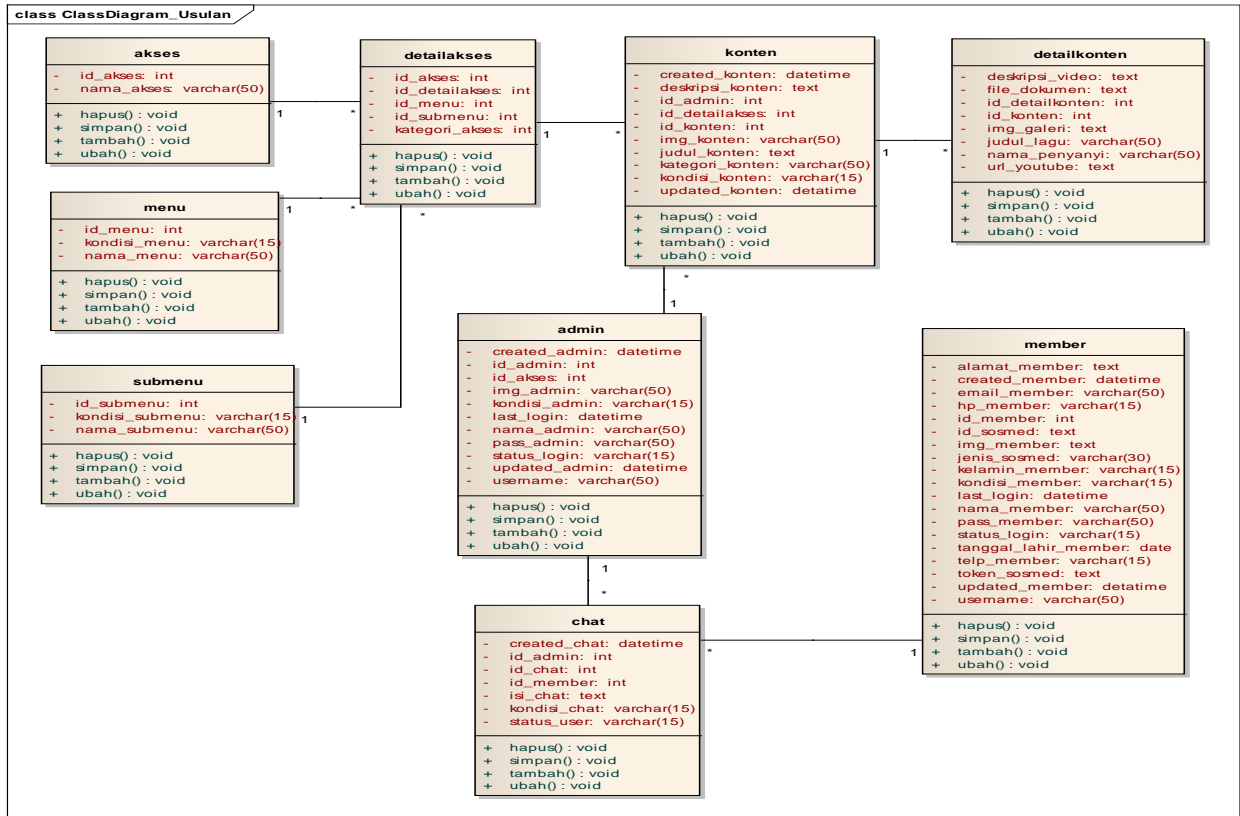 class ClassDiagram_Usulan
akses
- id_akses: int
- nama_akses: varchar(50)
+ hapus() : void
+ simpan() : void
+ tambah() : void
+ ubah() : void
1
*
detailakses
- id_akses: int
- id_detailakses: int
- id_menu: int
- id_submenu: int
- kategori_akses: int
+ hapus() : void
+ simpan() : void
+ tambah() : void
+ ubah() : void
1
*
konten
- created_konten: datetime
- deskripsi_konten: text
- id_admin: int
- id_detailakses: int
- id_konten: int
- img_konten: varchar(50)
- judul_konten: text
- kategori_konten: varchar(50)
- kondisi_konten: varchar(15)
- updated_konten: detatime
+ hapus() : void
+ simpan() : void
+ tambah() : void
+ ubah() : void
1
*
detailkonten
- deskripsi_video: text
- file_dokumen: text
- id_detailkonten: int
- id_konten: int
- img_galeri: text
- judul_lagu: varchar(50)
- nama_penyanyi: varchar(50)
- url_youtube: text
+ hapus() : void
+ simpan() : void
+ tambah() : void
+ ubah() : void
menu
- id_menu: int
- kondisi_menu: varchar(15)
- nama_menu: varchar(50)
+ hapus() : void
+ simpan() : void
+ tambah() : void
+ ubah() : void
1
*
*
submenu
- id_submenu: int
- kondisi_submenu: varchar(15)
- nama_submenu: varchar(50)
+ hapus() : void
+ simpan() : void
+ tambah() : void
+ ubah() : void
1
*
1
admin
- created_admin: datetime
- id_admin: int
- id_akses: int
- img_admin: varchar(50)
- kondisi_admin: varchar(15)
- last_login: datetime
- nama_admin: varchar(50)
- pass_admin: varchar(50)
- status_login: varchar(15)
- updated_admin: datetime
- username: varchar(50)
+ hapus() : void
+ simpan() : void
+ tambah() : void
+ ubah() : void
member
- alamat_member: text
- created_member: datetime
- email_member: varchar(50)
- hp_member: varchar(15)
- id_member: int
- id_sosmed: text
- img_member: text
- jenis_sosmed: varchar(30)
- kelamin_member: varchar(15)
- kondisi_member: varchar(15)
- last_login: datetime
- nama_member: varchar(50)
- pass_member: varchar(50)
- status_login: varchar(15)
- tanggal_lahir_member: date
- telp_member: varchar(15)
- token_sosmed: text
- updated_member: detatime
- username: varchar(50)
+ hapus() : void
+ simpan() : void
+ tambah() : void
+ ubah() : void
1
*
chat
- created_chat: datetime
- id_admin: int
- id_chat: int
- id_member: int
- isi_chat: text
- kondisi_chat: varchar(15)
- status_user: varchar(15)
+ hapus() : void
+ simpan() : void
+ tambah() : void
+ ubah() : void
*
1